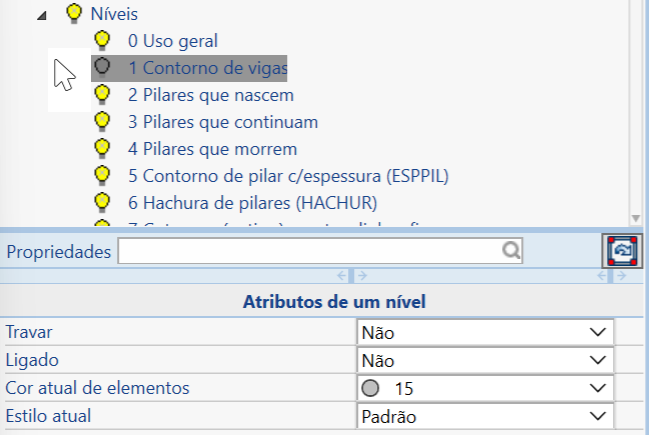 Níveis
0 Uso geral
1 Contorno de vigas
2 Pilares que nascem
3 Pilares que continuam
4 Pilares que morrem
5 Contorno de pilar c/espessura (ESPPIL)
6 Hachura de pilares (HACHUR)
Propriedades
Atributos de um nível
Travar Não
Ligado Não
Cor atual de elementos 15
Estilo atual Padrão